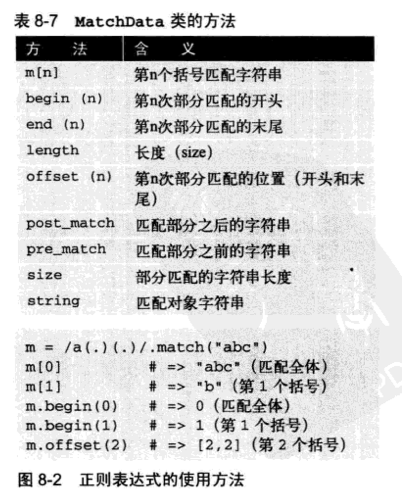 表 8-7 MatchData 类的方法
方 法 含 义
m[n] 第n个括号匹配字符串
begin (n) 第n次部分匹配的开头
end (n) 第n次部分匹配的末尾
length 长度（size）
offset (n) 第n次部分匹配的位置（开头和末
尾）
post_match 匹配部分之后的字符串
pre_match 匹配部分之前的字符串
size 部分匹配的字符串长度
string 匹配对象字符串
m = /a(.)(.)/.match("abc")
m[0] # => "abc"（匹配全体）
m[1] # => "b"（第 1 个括号）
m.begin(0) # => 0（匹配全体）
m.begin(1) # => 1（第 1 个括号）
m.offset(2) # => [2,2]（第 2 个括号）
图 8-2 正则表达式的使用方法